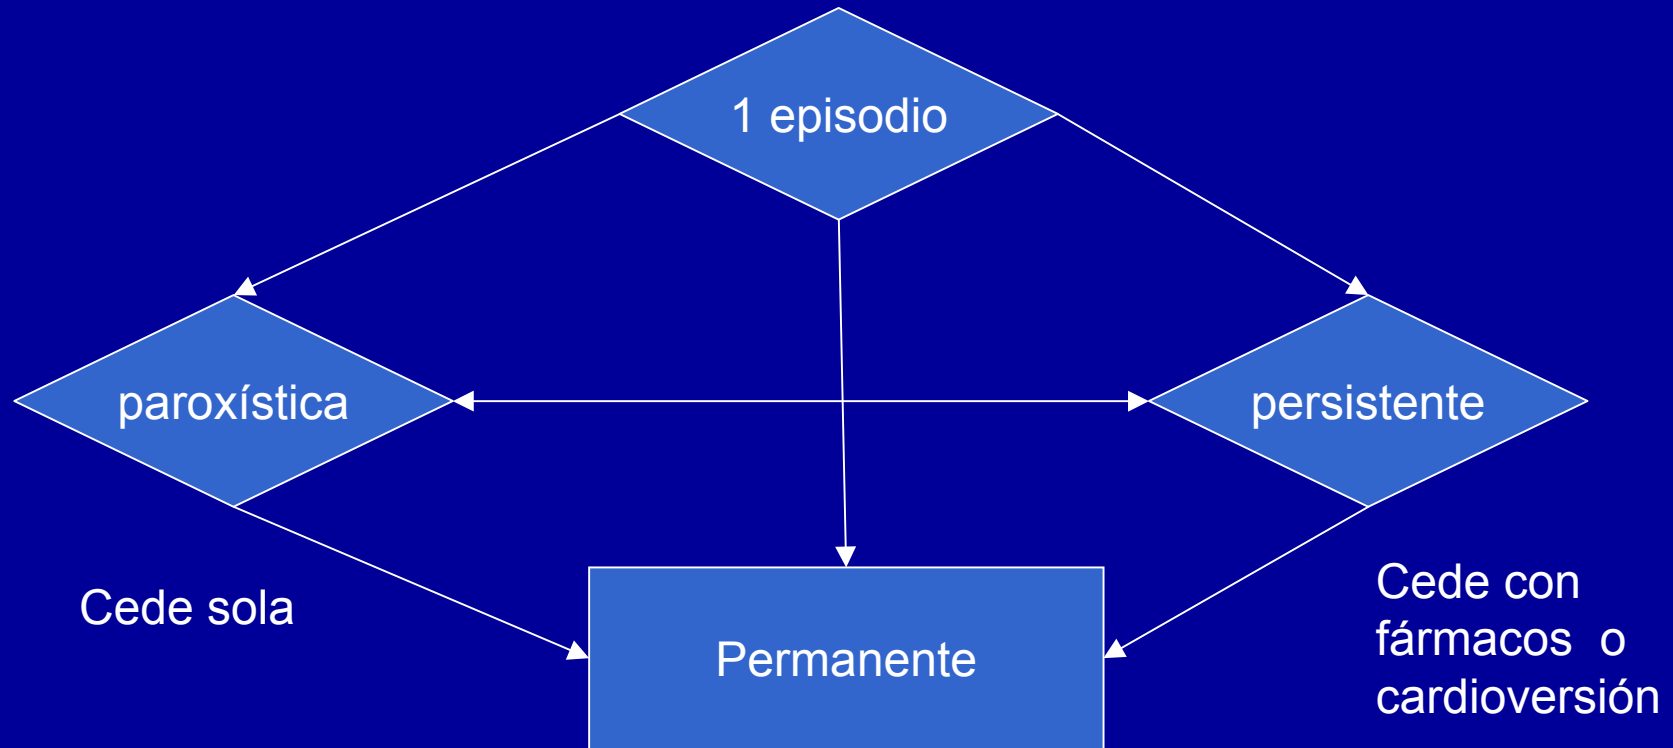 1 episodio
paroxística
persistente
Cede sola
Permanente
Cede con
fármacos o
cardioversión